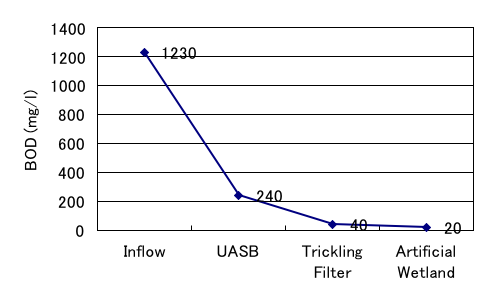 1400
1200
1000
800
600
400
200
0
BOD (mg/l)
1230
240
40
20
Inflow
UASB
Trickling
Filter
Artificial
Wetland